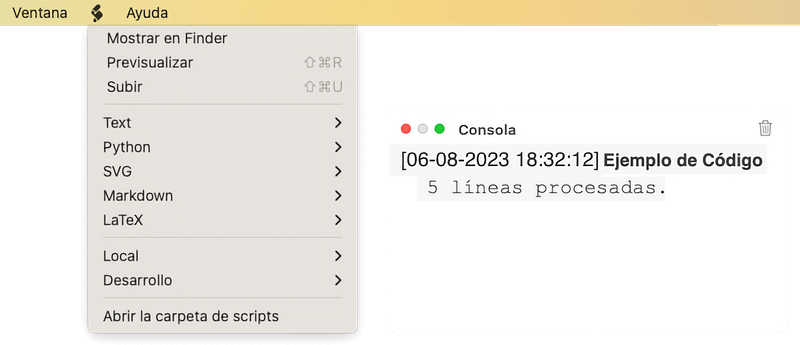 Ventana Ayuda
Mostrar en Finder
Previsualizar ⇧⌘R
Subir ⇧⌘U
Text
Python
SVG
Markdown
LaTeX
Local
Desarrollo
Abrir la carpeta de scripts
Consola
[06-08-2023 18:32:12] Ejemplo de Código
5 líneas procesadas.